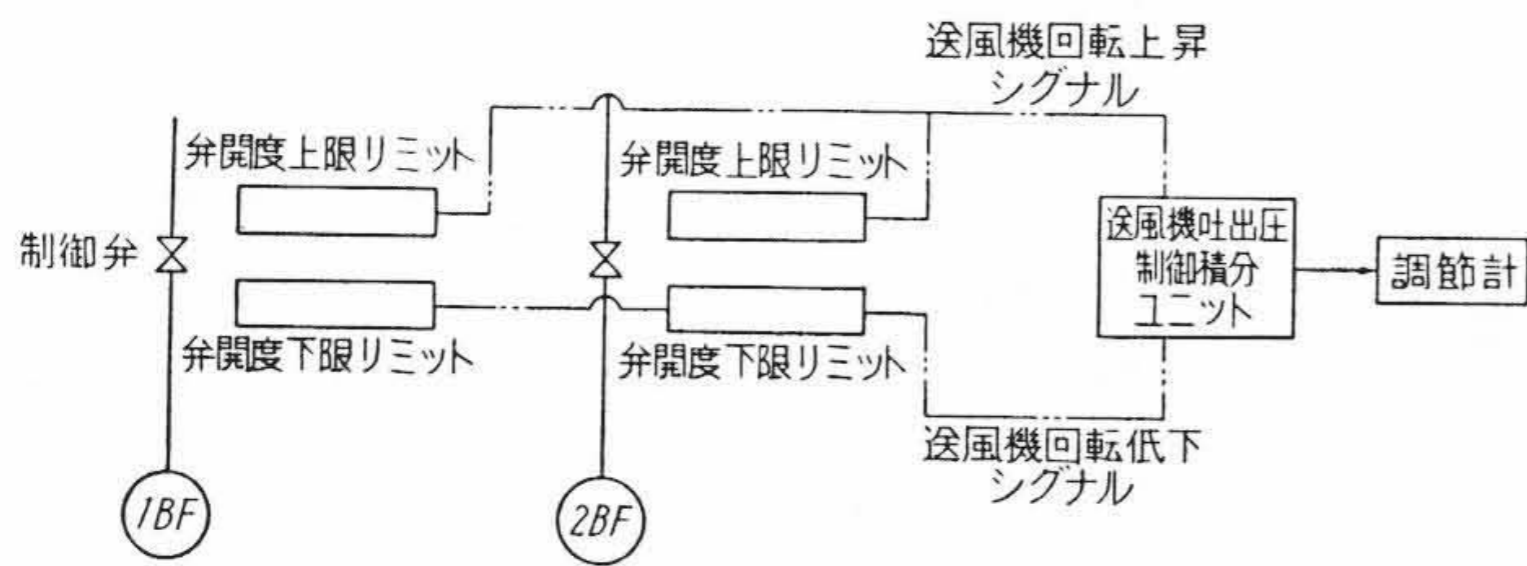 送風機回転上昇
シグナル
弁開度上限リミット
弁開度上限リミット
制御弁
送風機吐出圧
制御積分
ユニット
調節計
弁開度下限リミット
弁開度下限リミット
送風機回転低下
シグナル
1BF
2BF